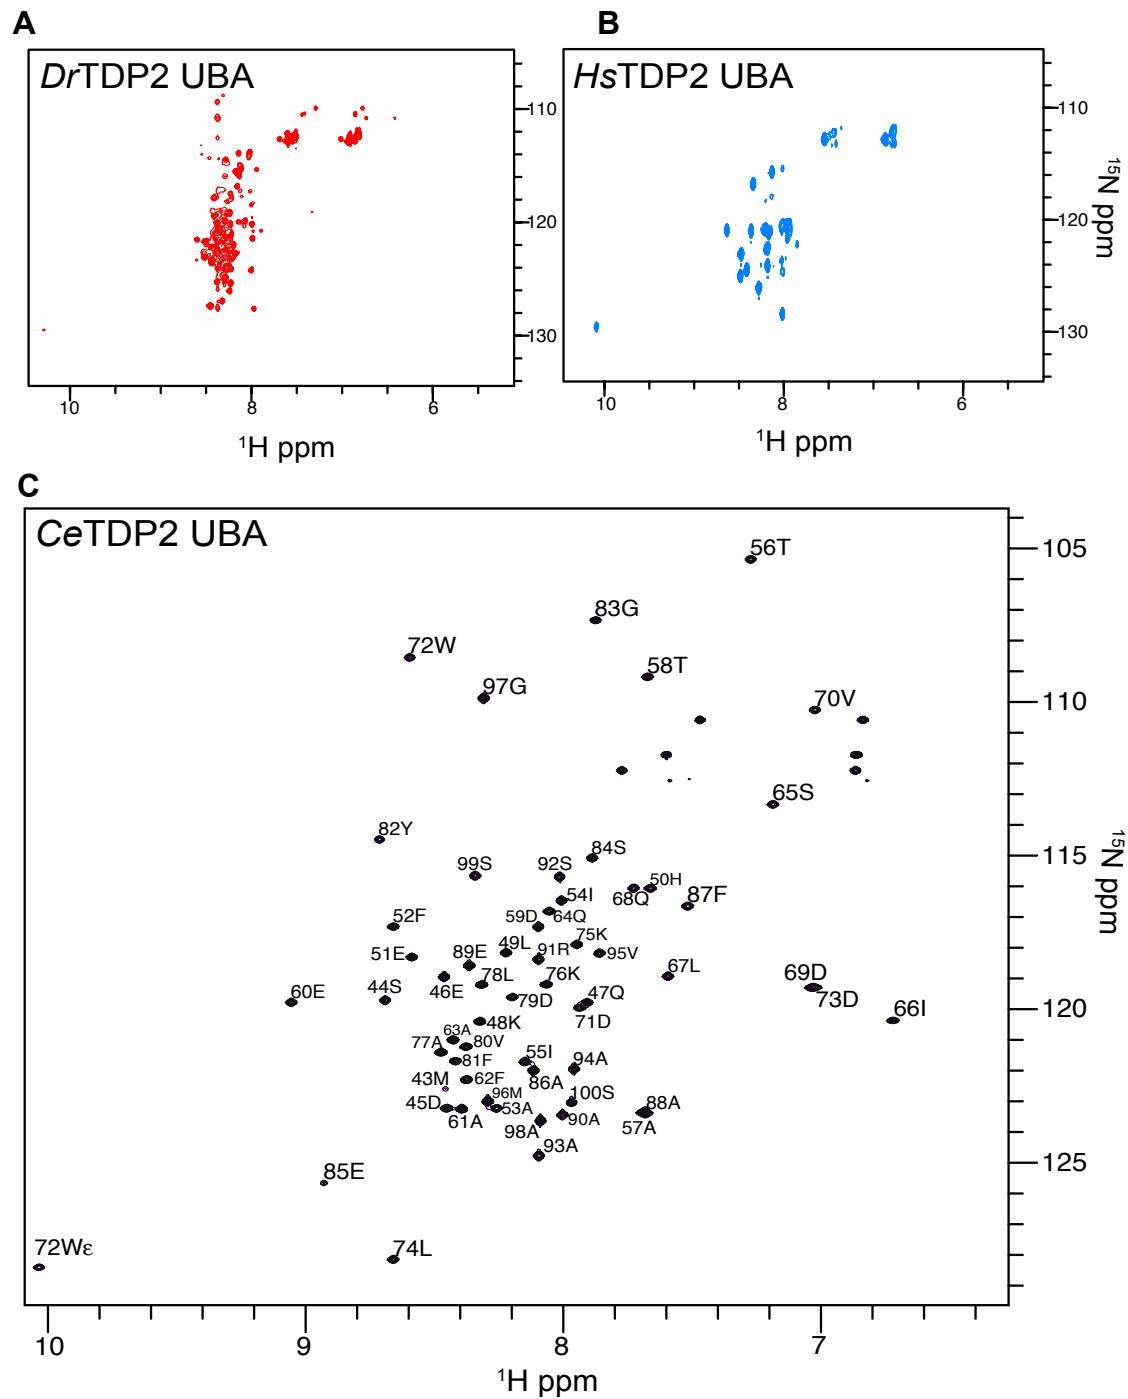 A
B
DrTDP2 UBA
HsTDP2 UBA
110
110
120
120
130
130
15N ppm
10
8
6
10
8
6
1H ppm
1H ppm
C
CeTDP2 UBA
56T
105
83G
72W
58T
97G
70V
110
65S
82Y
84S
115
99S
92S
50H
54I
68Q
87F
52F
59D
64Q
75K
49L
91R
95V
51E
89E
67L
78L
76K
69D
60E
44S
46E
79D
47Q
73D
66I
120
71D
48K
63A
77A
80V
55I
94A
81F
43M
62F
86A
96M
100S
88A
45D
53A
61A
90A
57A
98A
93A
125
85E
72Wε
74L
15N ppm
10
9
8
7
1H ppm